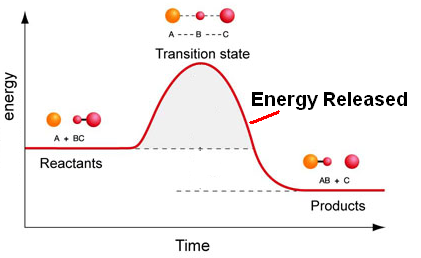 A - - - B - - - C
Transition state
energy
Energy Released
A + BC
Reactants
AB + C
Products
Time